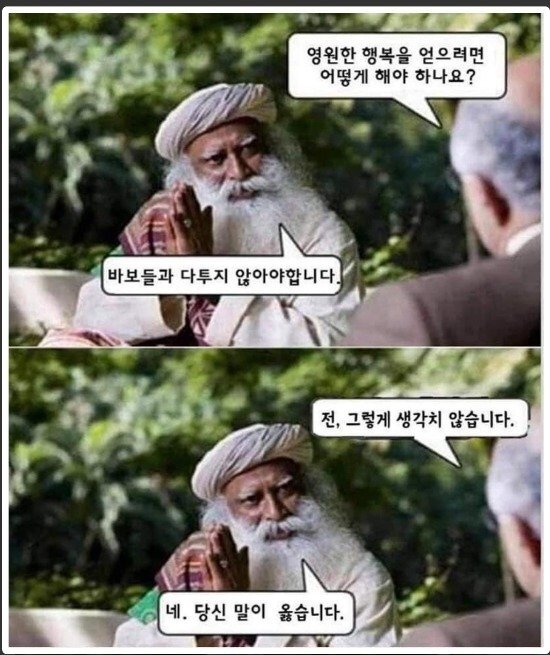 영원한 행복을 얻으려면
어떻게 해야 하나요?
바보들과 다투지 않아야합니다.
전, 그렇게 생각치 않습니다.
네. 당신 말이 옳습니다.